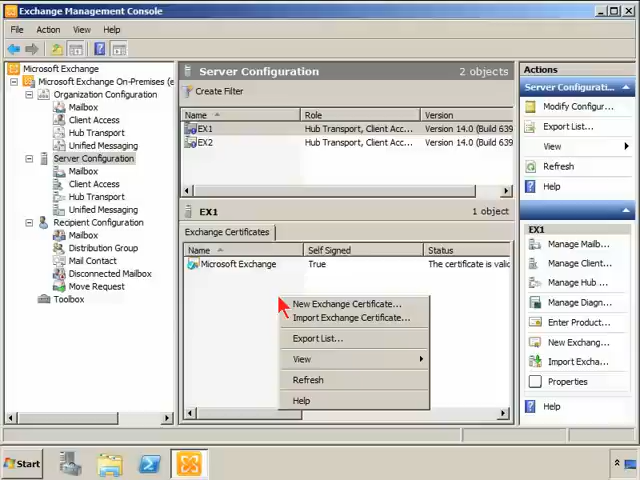 Exchange Management Console
File Action View Help
Microsoft Exchange
Microsoft Exchange On-Premises (e
Organization Configuration
Mailbox
Client Access
Hub Transport
Unified Messaging
Server Configuration
Mailbox
Client Access
Hub Transport
Unified Messaging
Recipient Configuration
Mailbox
Distribution Group
Mail Contact
Disconnected Mailbox
Move Request
Toolbox
Server Configuration 2 objects
Create Filter
Name Role Version
EX1 Hub Transport, Client Acc... Version 14.0 (Build 639
EX2 Hub Transport, Client Acc... Version 14.0 (Build 639
EX1 1 object
Exchange Certificates
Name Self Signed Status
Microsoft Exchange True The certificate is valid
New Exchange Certificate...
Import Exchange Certificate...
Export List...
View
Refresh
Help
Actions
Server Configurati...
Modify Configur...
Export List...
View
Refresh
Help
EX1
Manage Mailb...
Manage Client...
Manage Hub ...
Manage Diagn...
Enter Product...
New Exchang...
Import Excha...
Properties
Help
Start